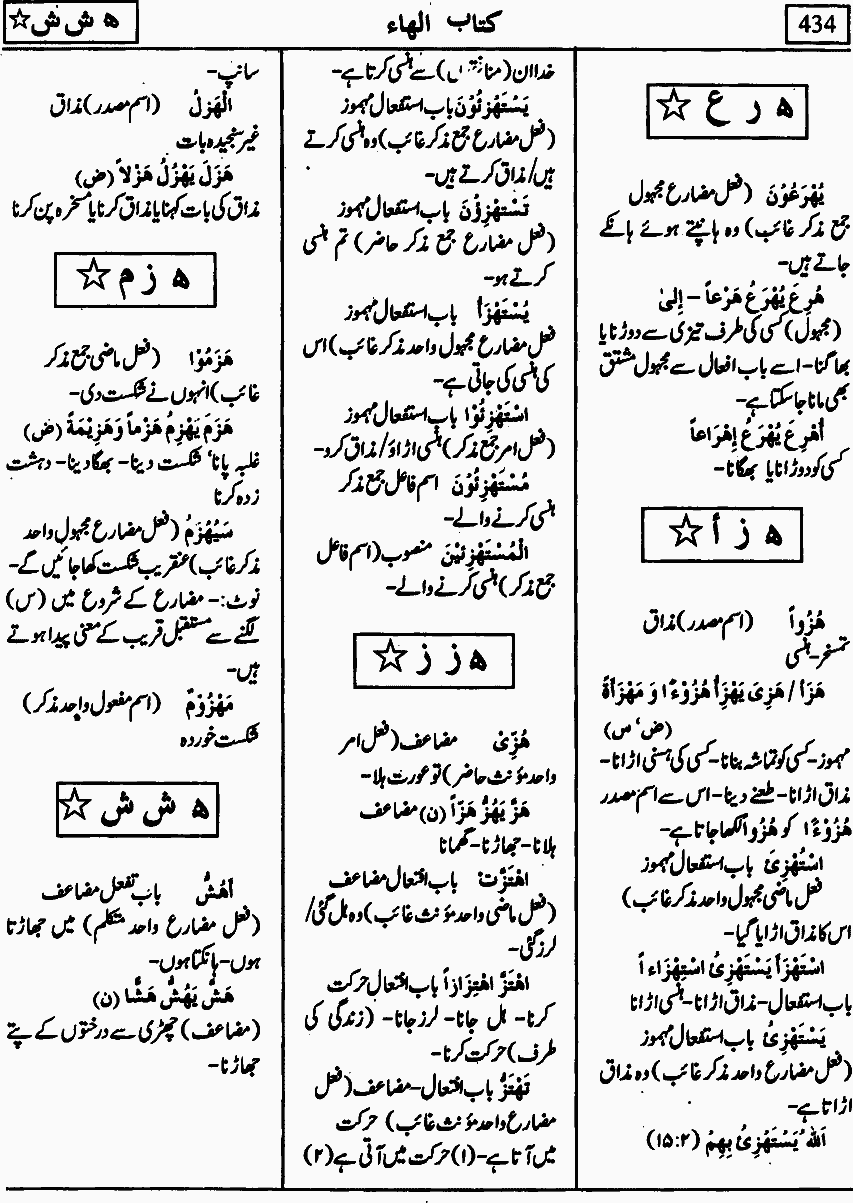 434
کتاب الهاء
ھ ش ش ☆
ھ ر ع ☆
یُهْرَعُوْنَ (فعل مضارع مجہول
جمع مذکر غائب) وہ ہانپتے ہوئے ہانکے
جاتے ہیں-
هُرِعَ یُهْرَعُ هَرْعاً - إلیٰ
(مجہول) کسی کی طرف تیزی سے دوڑنا یا
بھاگنا- اسے باب افعال سے مجہول مشتق
بھی مانا جا سکتا ہے-
أُهْرِعَ یُهْرَعُ إهْرَاعاً
کسی کو دوڑانا یا بھگانا-
ھ ز أ ☆
هُزُواً (اسم مصدر) مذاق
تمسخر- ہنسی
هَزَأ / هَزِیَٔ یَهْزِأُ هُزُوْءًا وَ مَهْزَأَةً
(ض‘ س)
مہموز- کسی کو تماشہ بنانا- کسی کی ہنسی اڑانا-
مذاق اڑانا- طعنے دینا- اس سے اسم مصدر
هُزُوْءًا کو هُزُوا لکھا جاتا ہے-
اسْتُهْزِیَٔ باب استفعال مہموز
فعل ماضی مجہول واحد مذکر غائب)
اس کا مذاق اڑایا گیا-
اسْتَهْزَأَ یَسْتَهْزِیُٔ اسْتِهْزَاءاً
باب استفعال- مذاق اڑانا- ہنسی اڑانا
یَسْتَهْزِیُٔ باب استفعال مہموز
(فعل مضارع واحد مذکر غائب) وہ مذاق
اڑاتا ہے-
اَللهُ یَسْتَهْزِیُٔ بِهِمْ (۱۵:۲)
خدا ان ( ) سے ہنسی کرتا ہے-
یَسْتَهْزِئُوْنَ باب استفعال مہموز
(فعل مضارع جمع مذکر غائب) وہ ہنسی کرتے
ہیں/ مذاق کرتے ہیں-
تَسْتَهْزِؤْنَ باب استفعال مہموز
(فعل مضارع جمع مذکر حاضر) تم ہنسی
کرتے ہو-
یُسْتَهْزَأُ باب استفعال مہموز
فعل مضارع مجہول واحد مذکر غائب) اس
کی ہنسی کی جاتی ہے-
اسْتَهْزِئُوْا باب استفعال مہموز
(فعل امر جمع مذکر) ہنسی اڑاؤ/ مذاق کرو-
مُسْتَهْزِئُوْنَ اسم فاعل جمع مذکر
ہنسی کرنے والے-
الْمُسْتَهْزِئِیْنَ منصوب (اسم فاعل
جمع مذکر) ہنسی کرنے والے-
ھ ز ز ☆
هُزِّیْ مضاعف (فعل امر
واحد مؤنث حاضر) تو عورت ہلا-
هَزَّ یَهُزُّ هَزّاً (ن) مضاعف
ہلانا- جھاڑنا- گھمانا
اهْتَزَّتْ باب افتعال مضاعف
(فعل ماضی واحد مؤنث غائب) وہ ہل گئی/
لرز گئی-
اهْتَزَّ اهْتِزَازاً باب افتعال حرکت
کرنا- ہل جانا- لرز جانا- (زندگی کی
طرف) حرکت کرنا-
تَهْتَزُّ باب افتعال- مضاعف (فعل
مضارع واحد مؤنث غائب) حرکت
میں آتا ہے- (۱) حرکت میں آتی ہے (۲)
سانپ-
الْهَزْلُ (اسم مصدر) مذاق
غیر سنجیدہ بات
هَزَلَ یَهْزُلُ هَزْلاً (ض)
مذاق کی بات کہنا یا مذاق کرنا یا مسخرہ پن کرنا
ھ ز م ☆
هَزَمُوْا (فعل ماضی جمع مذکر
غائب) انہوں نے شکست دی-
هَزَمَ یَهْزِمُ هَزْماً وَهَزِیْمَةً (ض)
غلبہ پانا‘ شکست دینا- بھگا دینا- دہشت
زدہ کرنا
سَیُهْزَمُ (فعل مضارع مجہول واحد
مذکر غائب) عنقریب شکست کھا جائیں گے-
نوٹ:- مضارع کے شروع میں (س)
لگنے سے مستقبل قریب کے معنی پیدا ہوتے
ہیں-
مَهْزُوْمٌ (اسم مفعول واحد مذکر)
شکست خوردہ
ھ ش ش ☆
اَهُشُّ باب تفعل مضاعف
(فعل مضارع واحد متکلم) میں جھاڑتا
ہوں- ہانکتا ہوں-
هَشَّ یَهُشُّ هَشًّا (ن)
(مضاعف) چھڑی سے درختوں کے پتے
جھاڑنا-